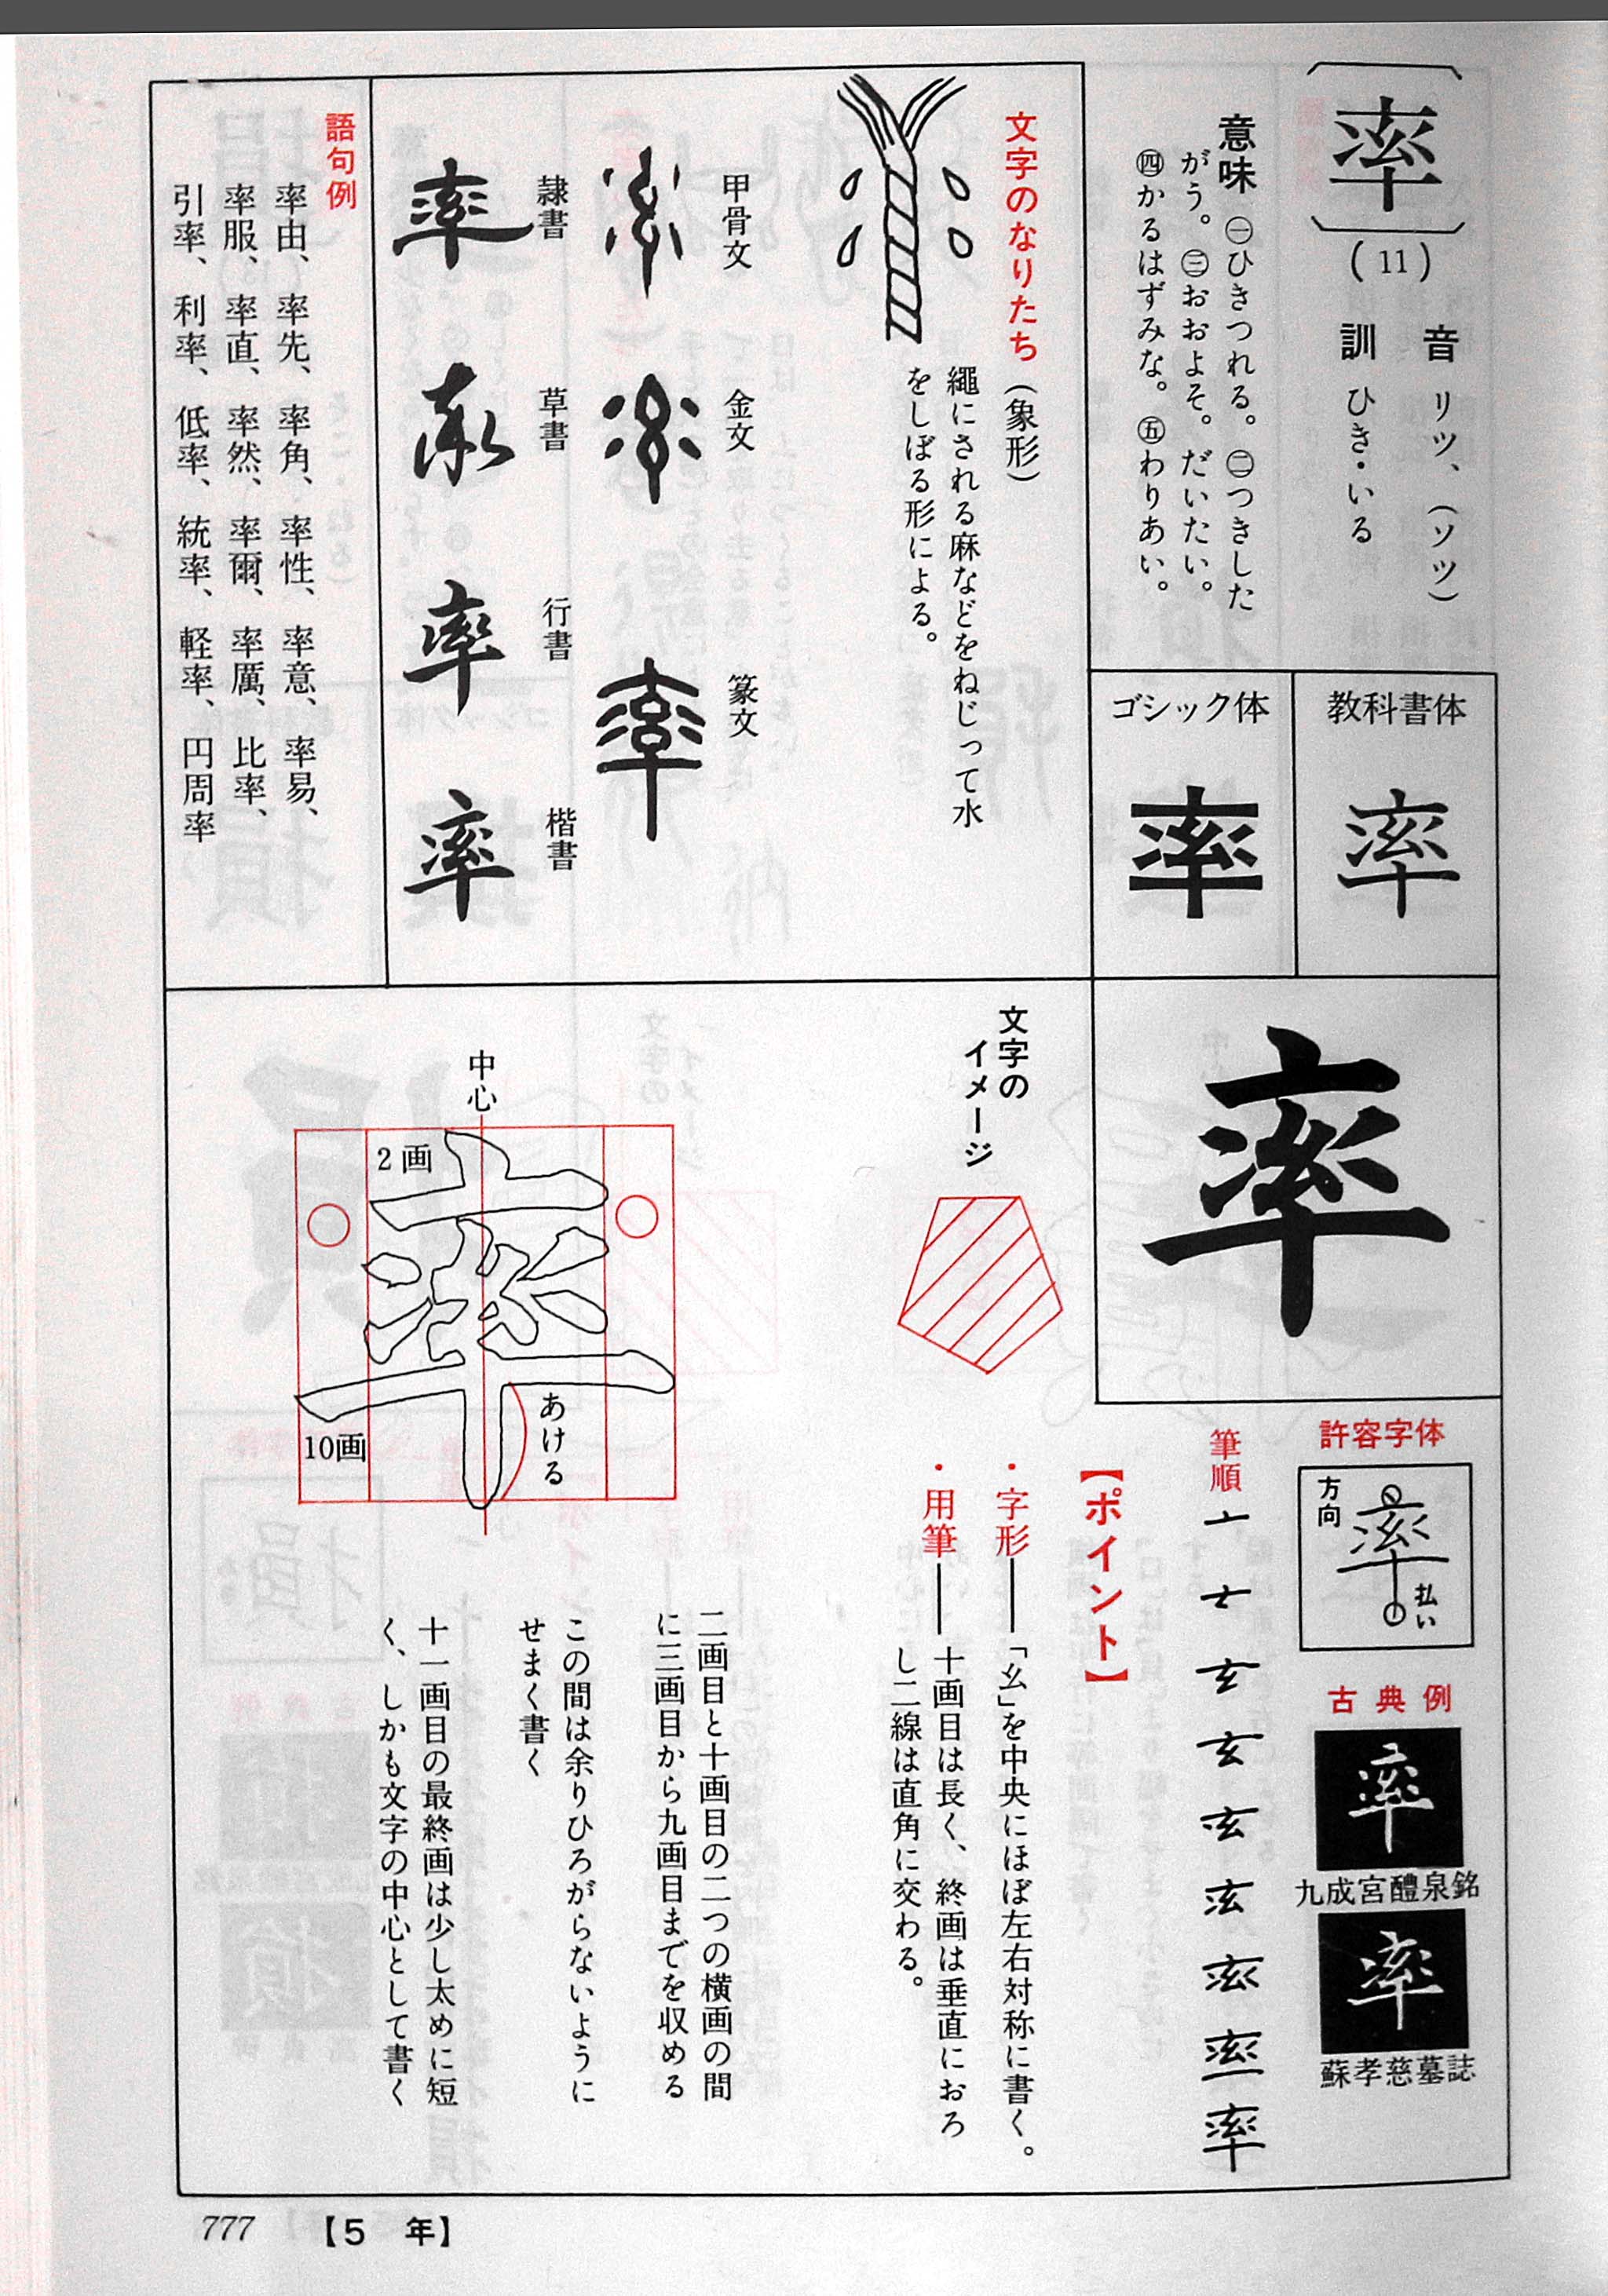 率
(11)
音 リツ、(ソツ)
訓 ひき・いる
意味 ㊀ひきつれる。㊁つきした
がう。㊂おおよそ。だいたい。
㊃かるはずみな。㊄わりあい。
教科書体
率
ゴシック体
率
文字のなりたち(象形)
繩にされる麻などをねじって水
をしぼる形による。
甲骨文
金文
篆文
率
隷書
率
草書
率
行書
率
楷書
率
語句例
率由、率先、率角、率性、率意、率易、
率服、率直、率然、率爾、率厲、比率、
引率、利率、低率、統率、軽率、円周率
率
許容字体
方向
率
払い
古典例
率
九成宮醴泉銘
率
蘇孝慈墓誌
筆順
率
文字の
イメージ
【ポイント】
・字形——「幺」を中央にほぼ左右対称に書く。
・用筆——十画目は長く、終画は垂直におろ
し二線は直角に交わる。
中心
2画
率
あける
10画
二画目と十画目の二つの横画の間
に三画目から九画目までを収める
この間は余りひろがらないように
せまく書く
十一画目の最終画は少し太めに短
く、しかも文字の中心として書く
777
【5 年】